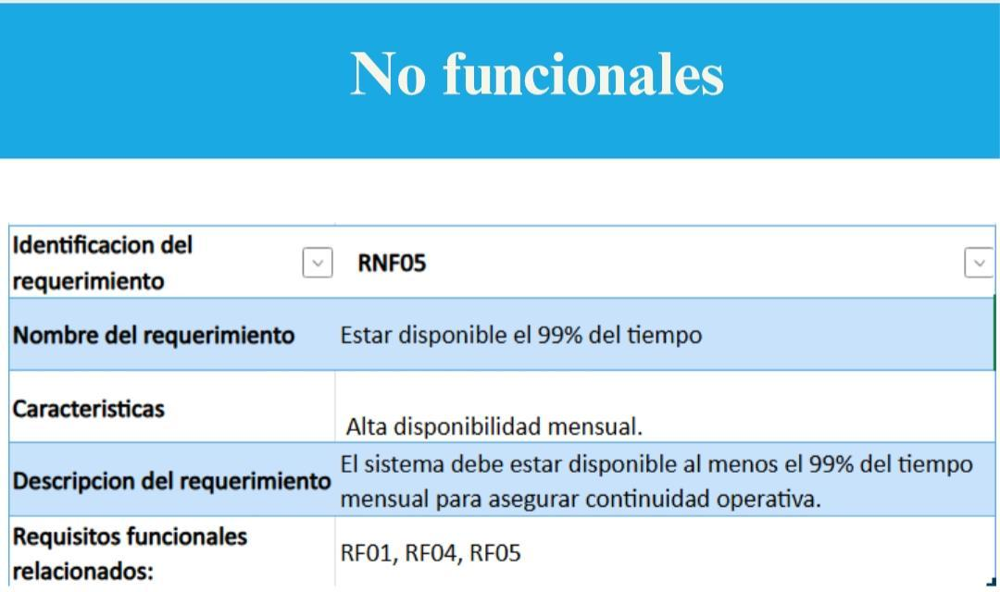 No funcionales
Identificacion del
requerimiento
RNF05
Nombre del requerimiento
Estar disponible el 99% del tiempo
Caracteristicas
Alta disponibilidad mensual.
Descripcion del requerimiento
El sistema debe estar disponible al menos el 99% del tiempo
mensual para asegurar continuidad operativa.
Requisitos funcionales
relacionados:
RF01, RF04, RF05